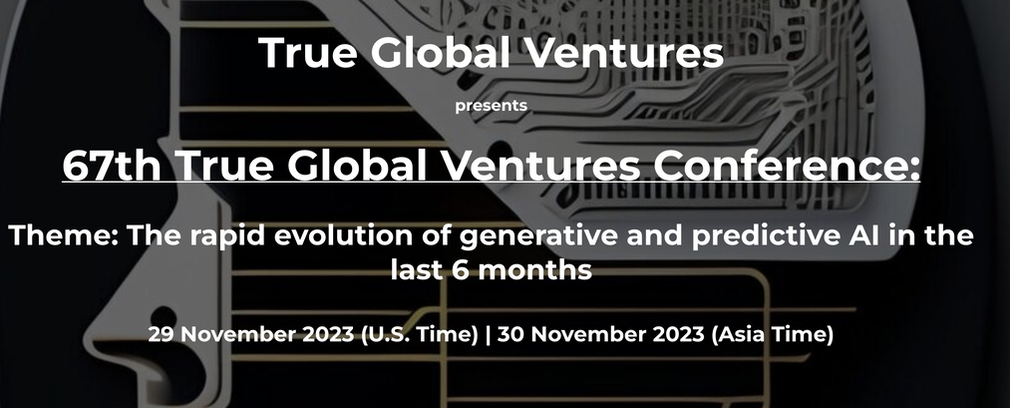 True Global Ventures
presents
67th True Global Ventures Conference:
Theme: The rapid evolution of generative and predictive AI in the
last 6 months
29 November 2023 (U.S. Time) | 30 November 2023 (Asia Time)